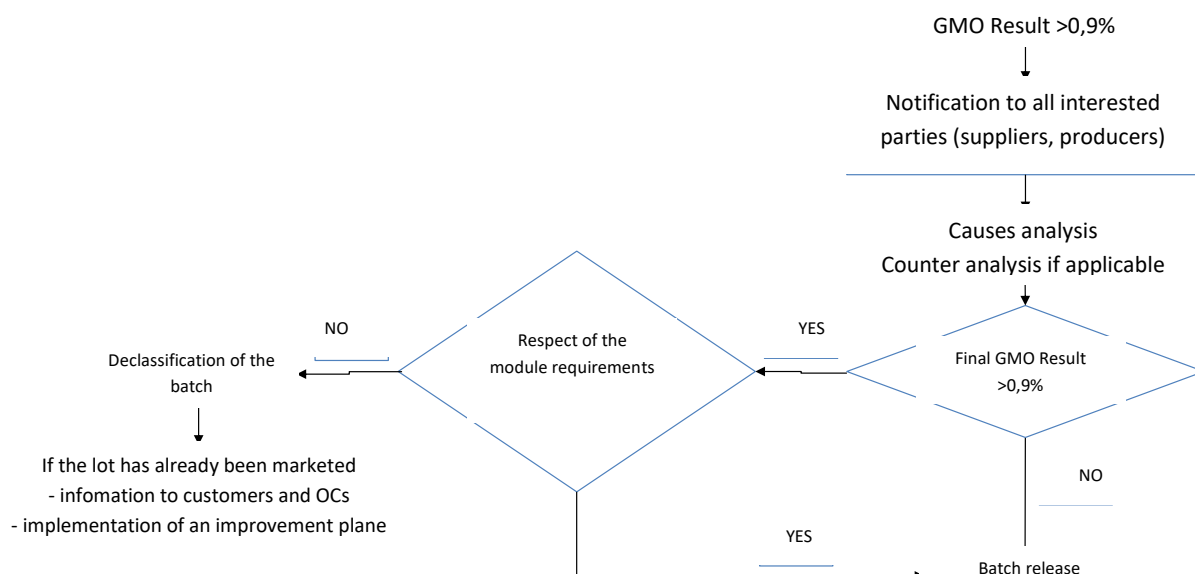 GMO Result >0,9%
Notification to all interested
parties (suppliers, producers)
Causes analysis
Counter analysis if applicable
Final GMO Result
>0,9%
YES
Respect of the
module requirements
NO
Declassification of the
batch
If the lot has already been marketed
- infomation to customers and OCs
- implementation of an improvement plane
NO
YES
Batch release